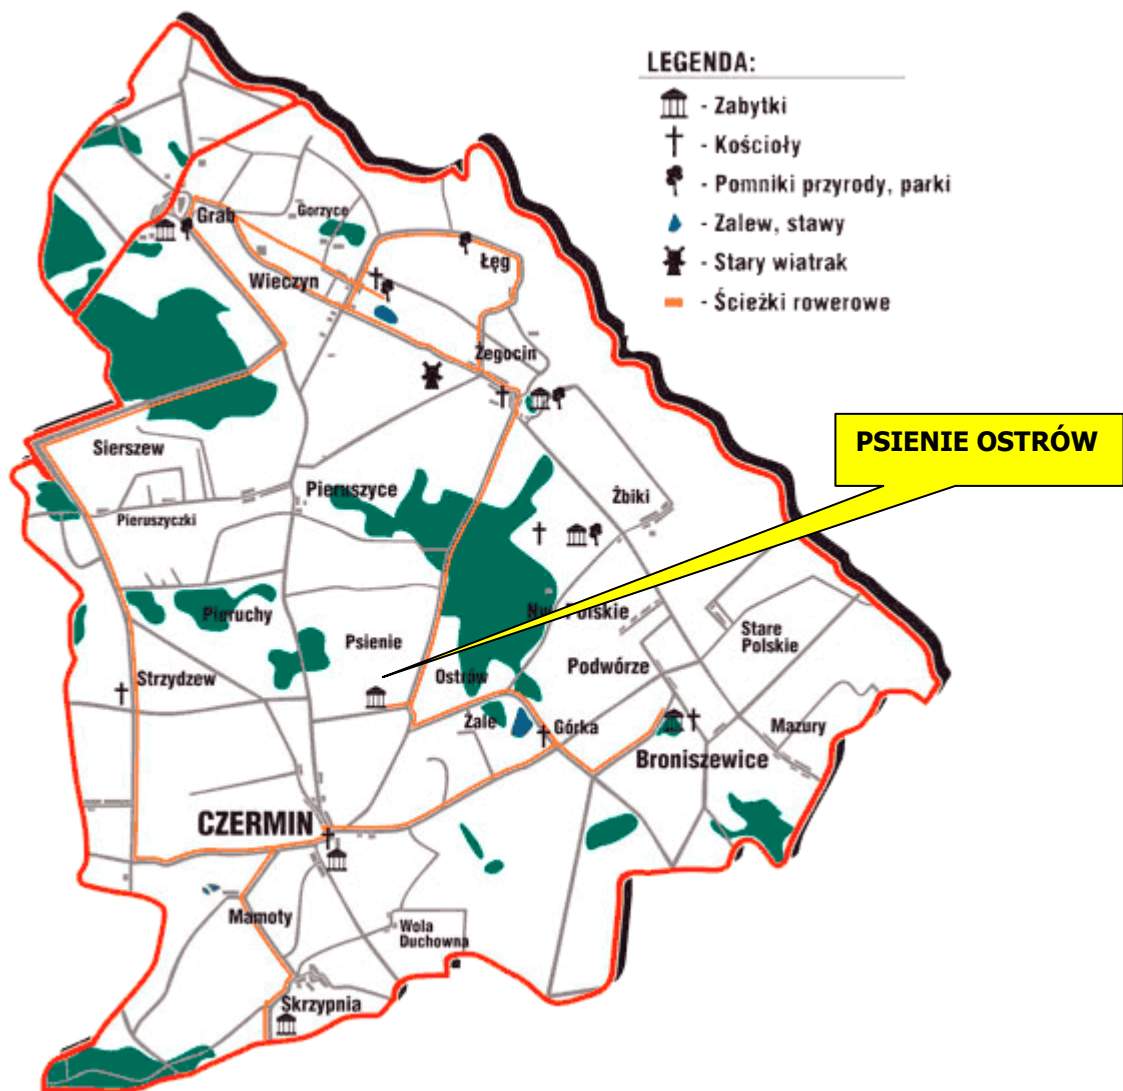 LEGENDA:
- Zabytki
- Kościoły
- Pomniki przyrody, parki
- Zalew, stawy
- Stary wiatrak
- Ścieżki rowerowe
Grab
Gorzyce
Łęg
Wieczyn
Żegocin
PSIENIE OSTRÓW
Sierszew
Pieruszyce
Żbiki
Pieruszyczki
Pieruchy
Nw. Polskie
Psienie
Stare
Polskie
Strzydzew
Ostrów
Podwórze
Żale
Górka
Mazury
Broniszewice
CZERMIN
Mamoty
Wola
Duchowna
Skrzypnia